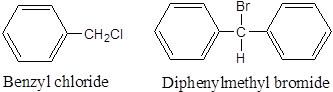 CH2Cl
Benzyl chloride
Br
C
H
Diphenylmethyl bromide